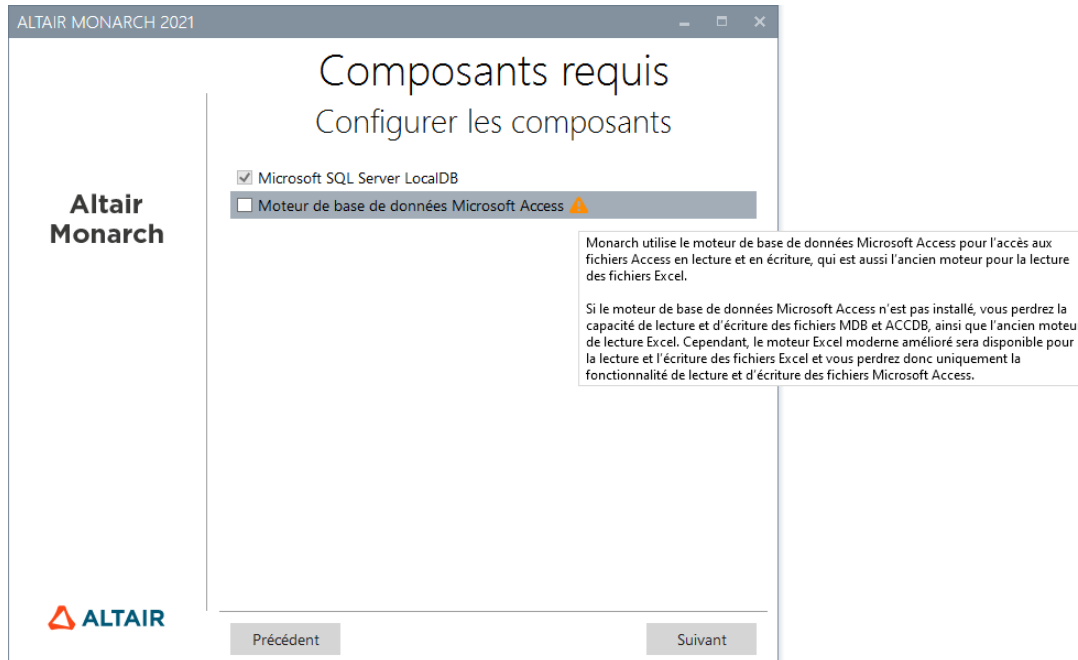 ALTAIR MONARCH 2021
Composants requis
Configurer les composants
Altair
Monarch
Microsoft SQL Server LocalDB
Moteur de base de données Microsoft Access
Monarch utilise le moteur de base de données Microsoft Access pour l'accès aux
fichiers Access en lecture et en écriture, qui est aussi l'ancien moteur pour la lecture
des fichiers Excel.
Si le moteur de base de données Microsoft Access n'est pas installé, vous perdrez la
capacité de lecture et d'écriture des fichiers MDB et ACCDB, ainsi que l'ancien moteu
de lecture Excel. Cependant, le moteur Excel moderne amélioré sera disponible pour
la lecture et l'écriture des fichiers Excel et vous perdrez donc uniquement la
fonctionnalité de lecture et d'écriture des fichiers Microsoft Access.
ALTAIR
Précédent
Suivant